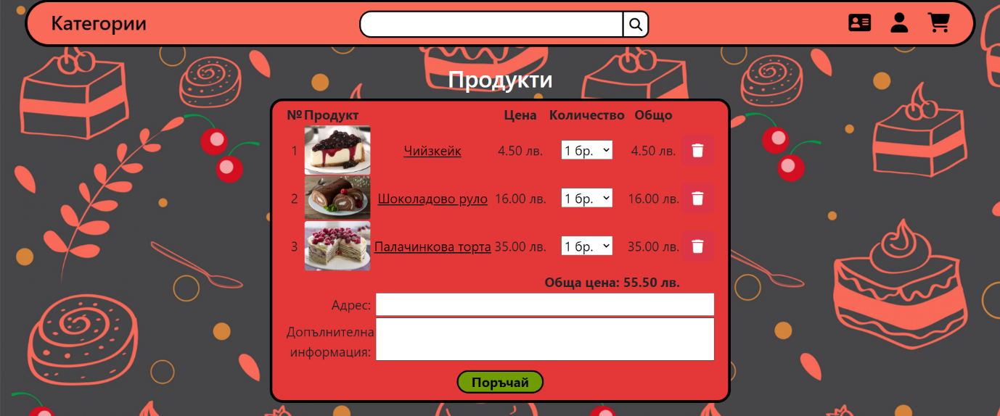 Категории
Продукти
№ Продукт Цена Количество Общо
1 Чийзкейк 4.50 лв. 1 бр. 4.50 лв.
2 Шоколадово руло 16.00 лв. 1 бр. 16.00 лв.
3 Палачинкова торта 35.00 лв. 1 бр. 35.00 лв.
Обща цена: 55.50 лв.
Адрес:
Допълнителна
информация:
Поръчай